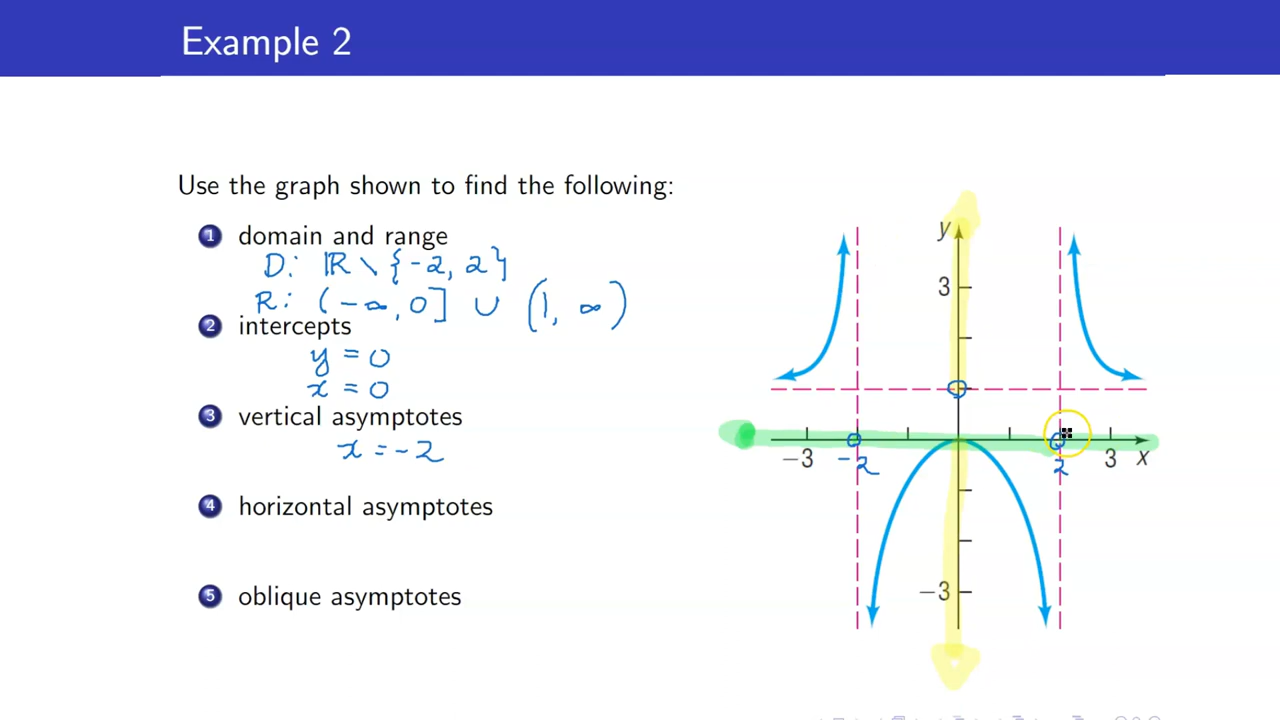 Example 2
Use the graph shown to find the following:
1 domain and range
D: ℝ \ {-2, 2}
R: (-∞, 0] ∪ (1, ∞)
2 intercepts
y = 0
x = 0
3 vertical asymptotes
x = -2
4 horizontal asymptotes
5 oblique asymptotes
y
3
−3 -2 2 3 x
−3